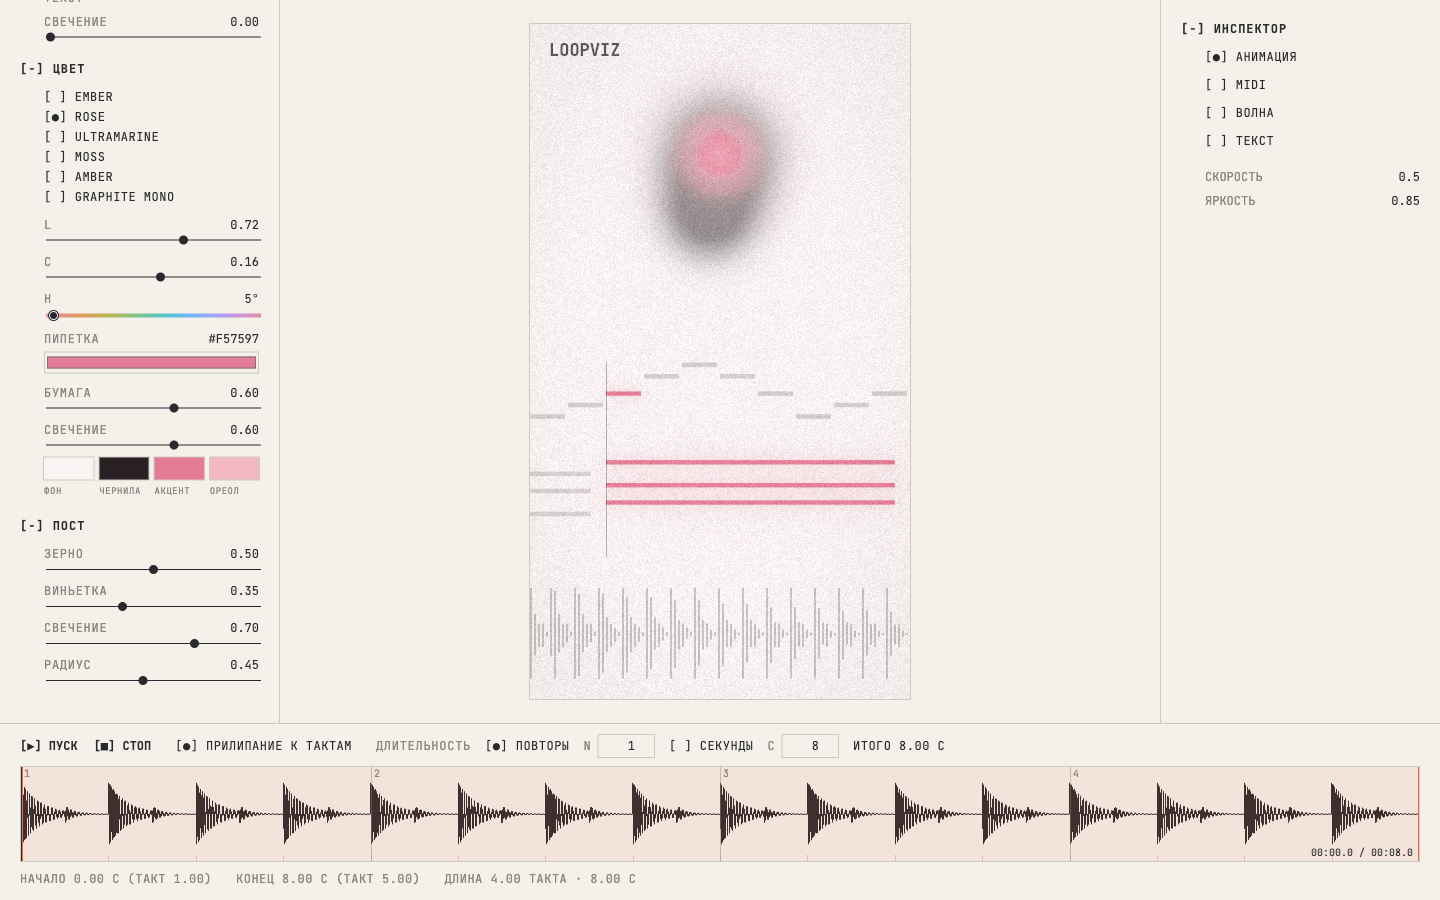 СВЕЧЕНИЕ 0.00
[-] ЦВЕТ
[ ] EMBER
[●] ROSE
[ ] ULTRAMARINE
[ ] MOSS
[ ] AMBER
[ ] GRAPHITE MONO
L 0.72
C 0.16
H 5°
ПИПЕТКА #F57597
БУМАГА 0.60
СВЕЧЕНИЕ 0.60
ФОН ЧЕРНИЛА АКЦЕНТ ОРЕОЛ
[-] ПОСТ
ЗЕРНО 0.50
ВИНЬЕТКА 0.35
СВЕЧЕНИЕ 0.70
РАДИУС 0.45
LOOPVIZ
[-] ИНСПЕКТОР
[●] АНИМАЦИЯ
[ ] MIDI
[ ] ВОЛНА
[ ] ТЕКСТ
СКОРОСТЬ 0.5
ЯРКОСТЬ 0.85
[▶] ПУСК [■] СТОП [●] ПРИЛИПАНИЕ К ТАКТАМ ДЛИТЕЛЬНОСТЬ [●] ПОВТОРЫ N 1 [ ] СЕКУНДЫ С 8 ИТОГО 8.00 С
1 2 3 4
00:00.0 / 00:08.0
НАЧАЛО 0.00 С (ТАКТ 1.00) КОНЕЦ 8.00 С (ТАКТ 5.00) ДЛИНА 4.00 ТАКТА · 8.00 С